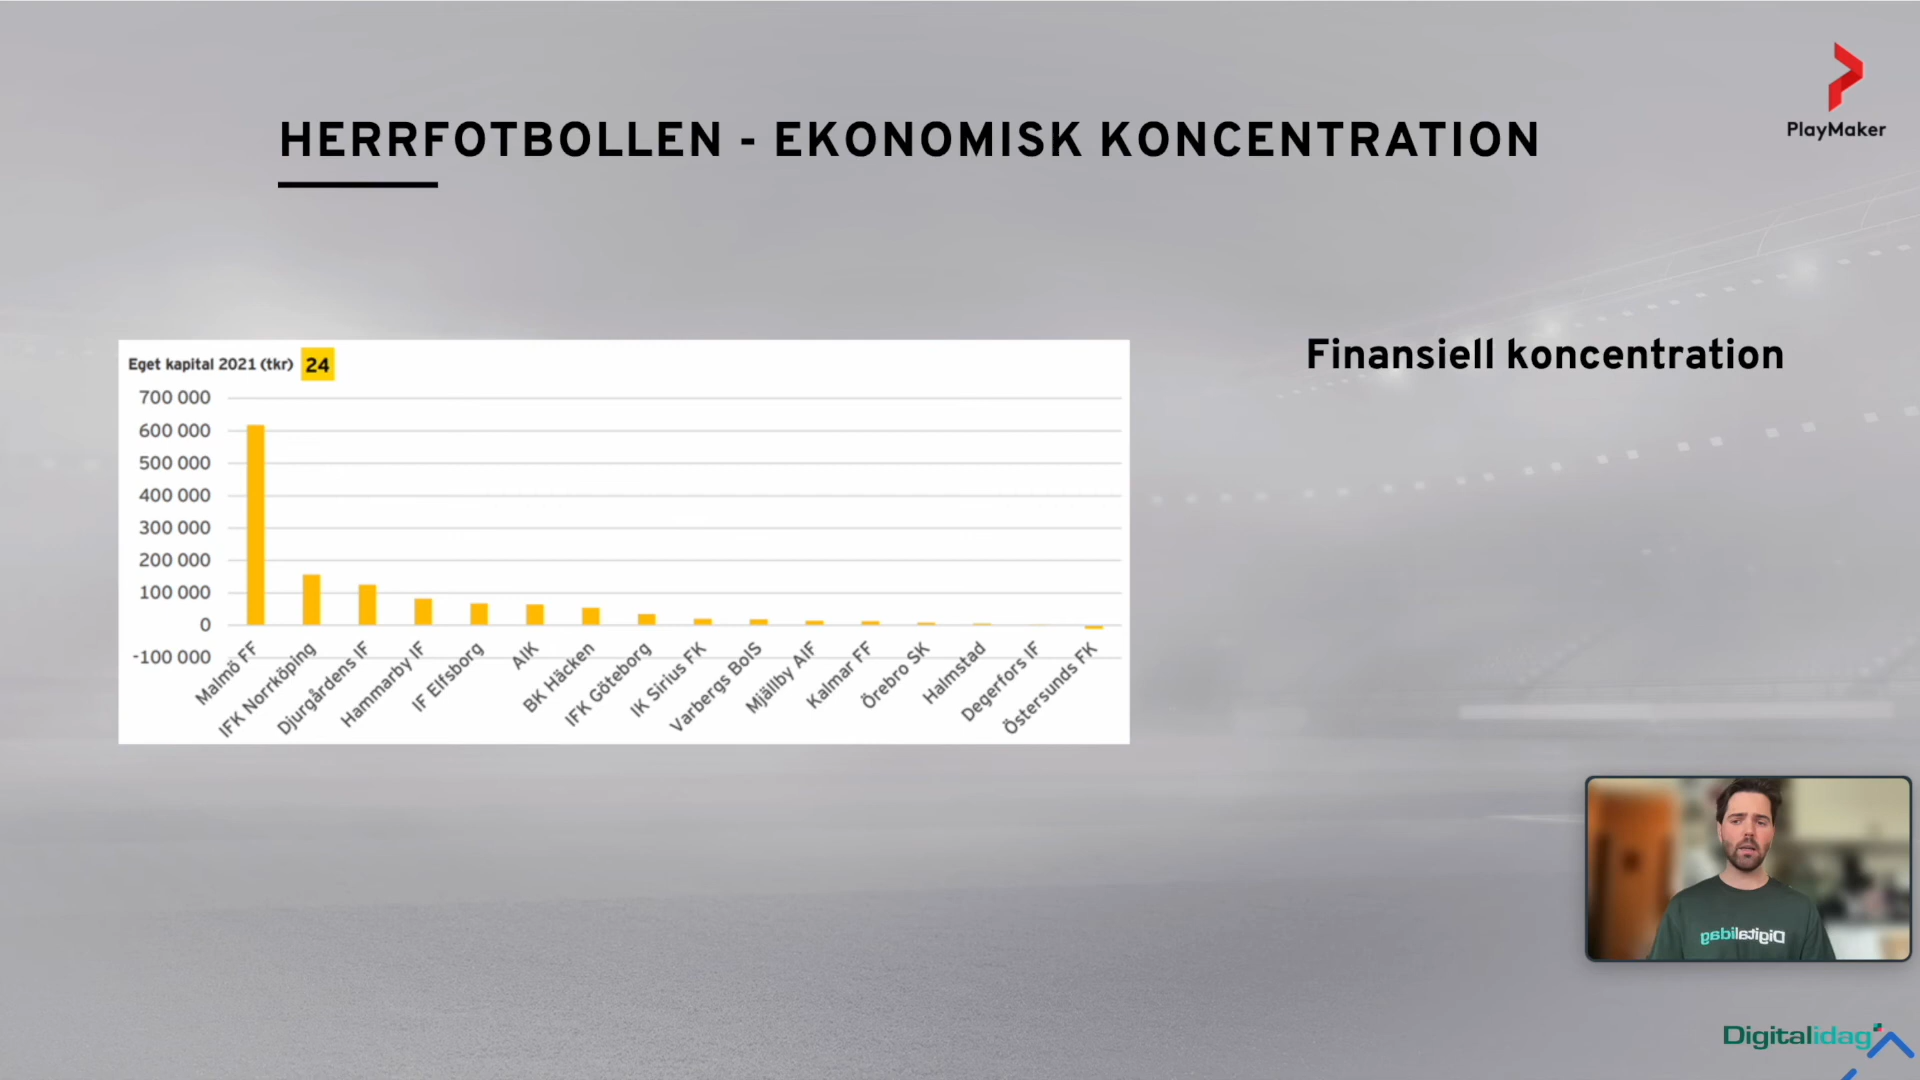 PlayMaker
HERRFOTBOLLEN - EKONOMISK KONCENTRATION
Finansiell koncentration
Eget kapital 2021 (tkr) 24
700 000
600 000
500 000
400 000
300 000
200 000
100 000
0
-100 000
Malmö FF
IFK Norrköping
Djurgårdens IF
Hammarby IF
IF Elfsborg
AIK
BK Häcken
IFK Göteborg
IK Sirius FK
Varbergs BoIS
Mjällby AIF
Kalmar FF
Örebro SK
Halmstad
Degerfors IF
Östersunds FK
Digitalidag
Digitalidag